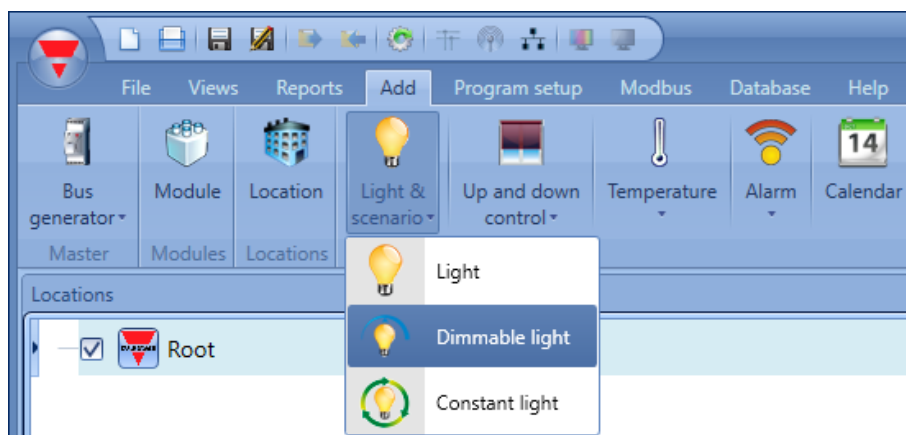 File Views Reports Add Program setup Modbus Database Help
Bus generator
Module
Location
Light & scenario
Up and down control
Temperature
Alarm
14
Calendar
Master Modules Locations
Light
Locations
Dimmable light
Root
Constant light